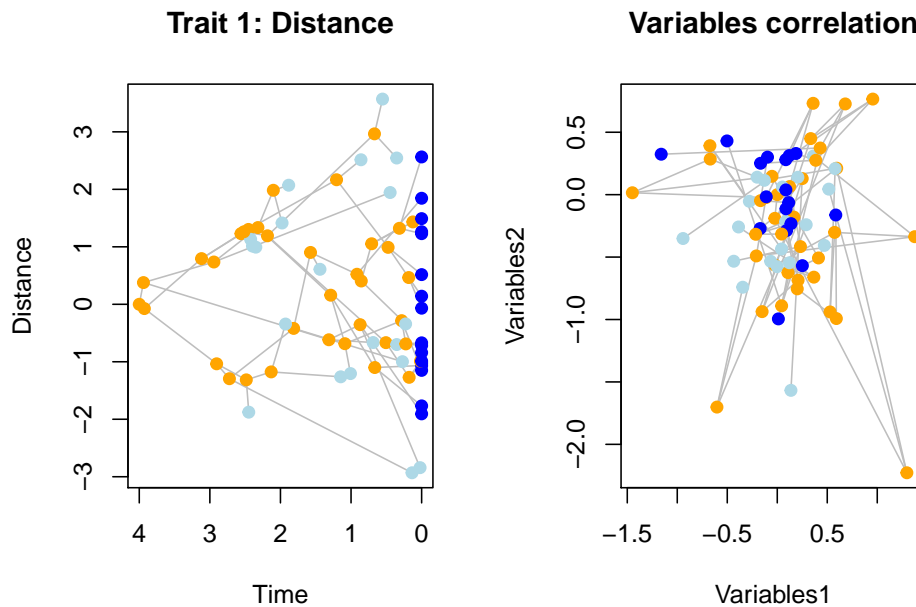 Trait 1: Distance
Variables correlation
Distance
3
2
1
0
−1
−2
−3
4 3 2 1 0
Time
Variables2
0.5
0.0
−1.0
−2.0
−1.5 −0.5 0.5
Variables1